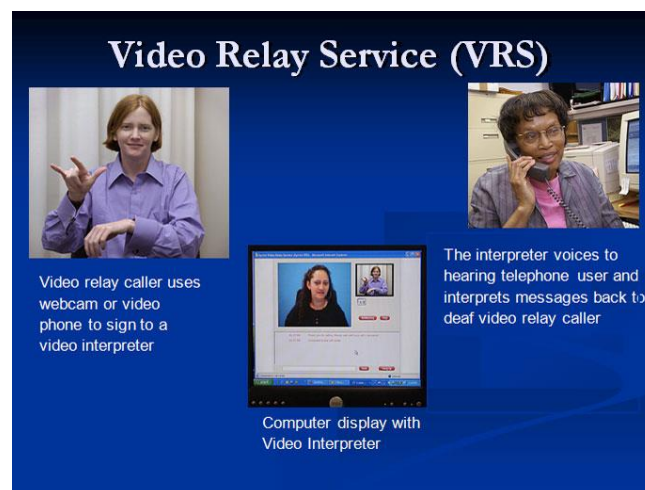 Video Relay Service (VRS)
Video relay caller uses
webcam or video
phone to sign to a
video interpreter
The interpreter voices to
hearing telephone user and
interprets messages back to
deaf video relay caller
Computer display with
Video Interpreter